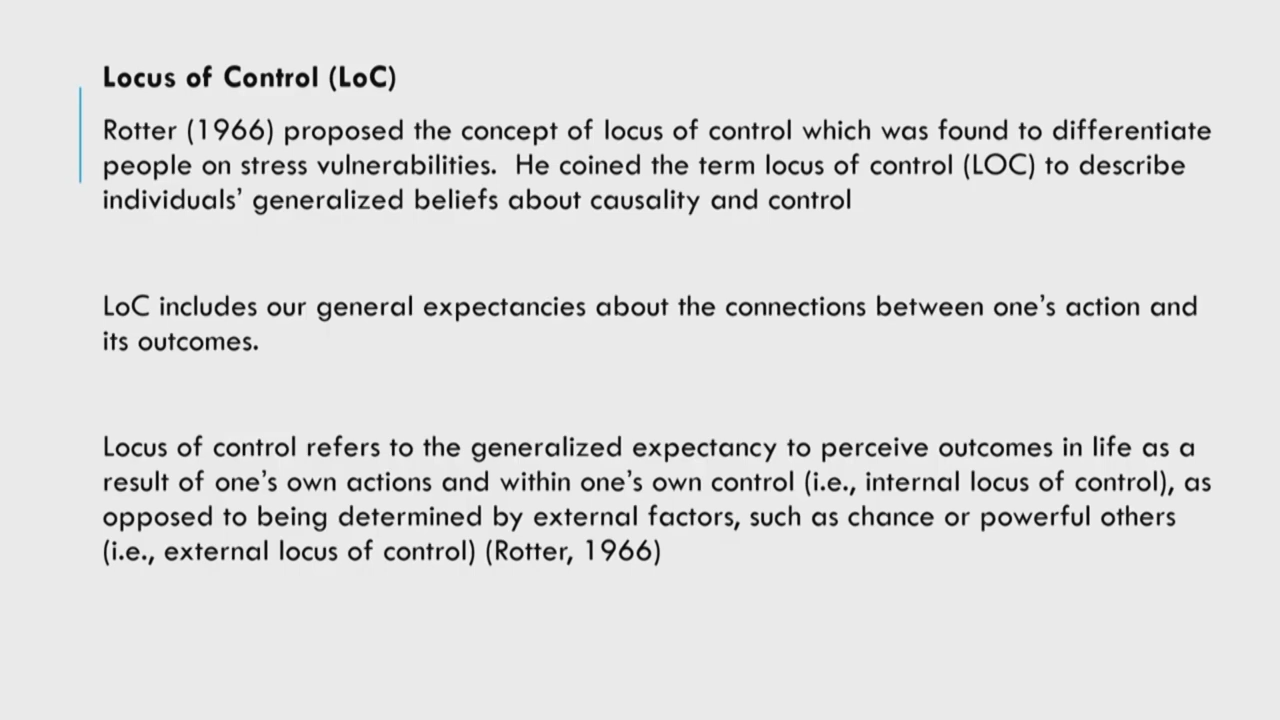 Locus of Control (LoC)
Rotter (1966) proposed the concept of locus of control which was found to differentiate
people on stress vulnerabilities.  He coined the term locus of control (LOC) to describe
individuals’ generalized beliefs about causality and control
LoC includes our general expectancies about the connections between one’s action and
its outcomes.
Locus of control refers to the generalized expectancy to perceive outcomes in life as a
result of one’s own actions and within one’s own control (i.e., internal locus of control), as
opposed to being determined by external factors, such as chance or powerful others
(i.e., external locus of control) (Rotter, 1966)